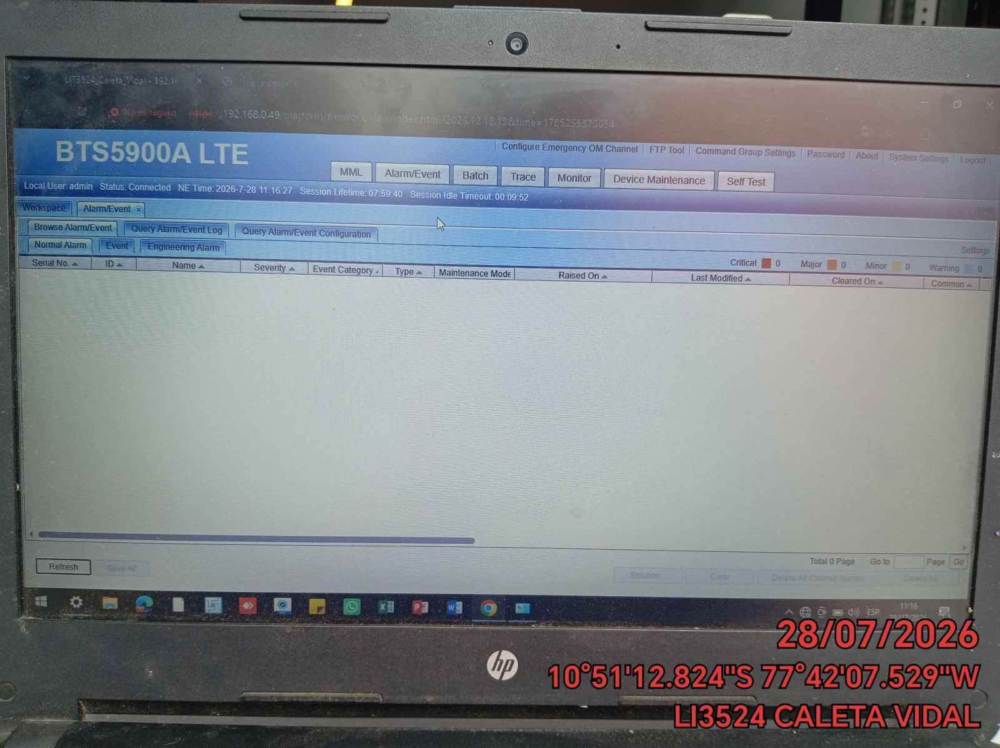 LIT3524_Caleta_Vida - 192.16
No es seguro https://192.168.0.49/platform/frmwork/view/index.html?2023.12.18.13&time=1785255373054
BTS5900A LTE
Configure Emergency OM Channel FTP Tool Command Group Settings Password About System Settings Logout
MML Alarm/Event Batch Trace Monitor Device Maintenance Self Test
Local User: admin Status: Connected NE Time: 2026-7-28 11:16:27 Session Lifetime: 07:59:40 Session Idle Timeout: 00:09:52
Help
Workspace Alarm/Event
Browse Alarm/Event Query Alarm/Event Log Query Alarm/Event Configuration
Normal Alarm Event Engineering Alarm
Settings
Critical 0 Major 0 Minor 0 Warning 0
Serial No. ID Name Severity Event Category Type Maintenance Mode Raised On Last Modified Cleared On Common
Total 0 Page Go to Page Go
Refresh Save All
Solution... Clear Delete All Cleared Alarms Delete All
ESP
11:16
28/07/2026
hp
28/07/2026
10°51'12.824"S 77°42'07.529"W
LI3524 CALETA VIDAL